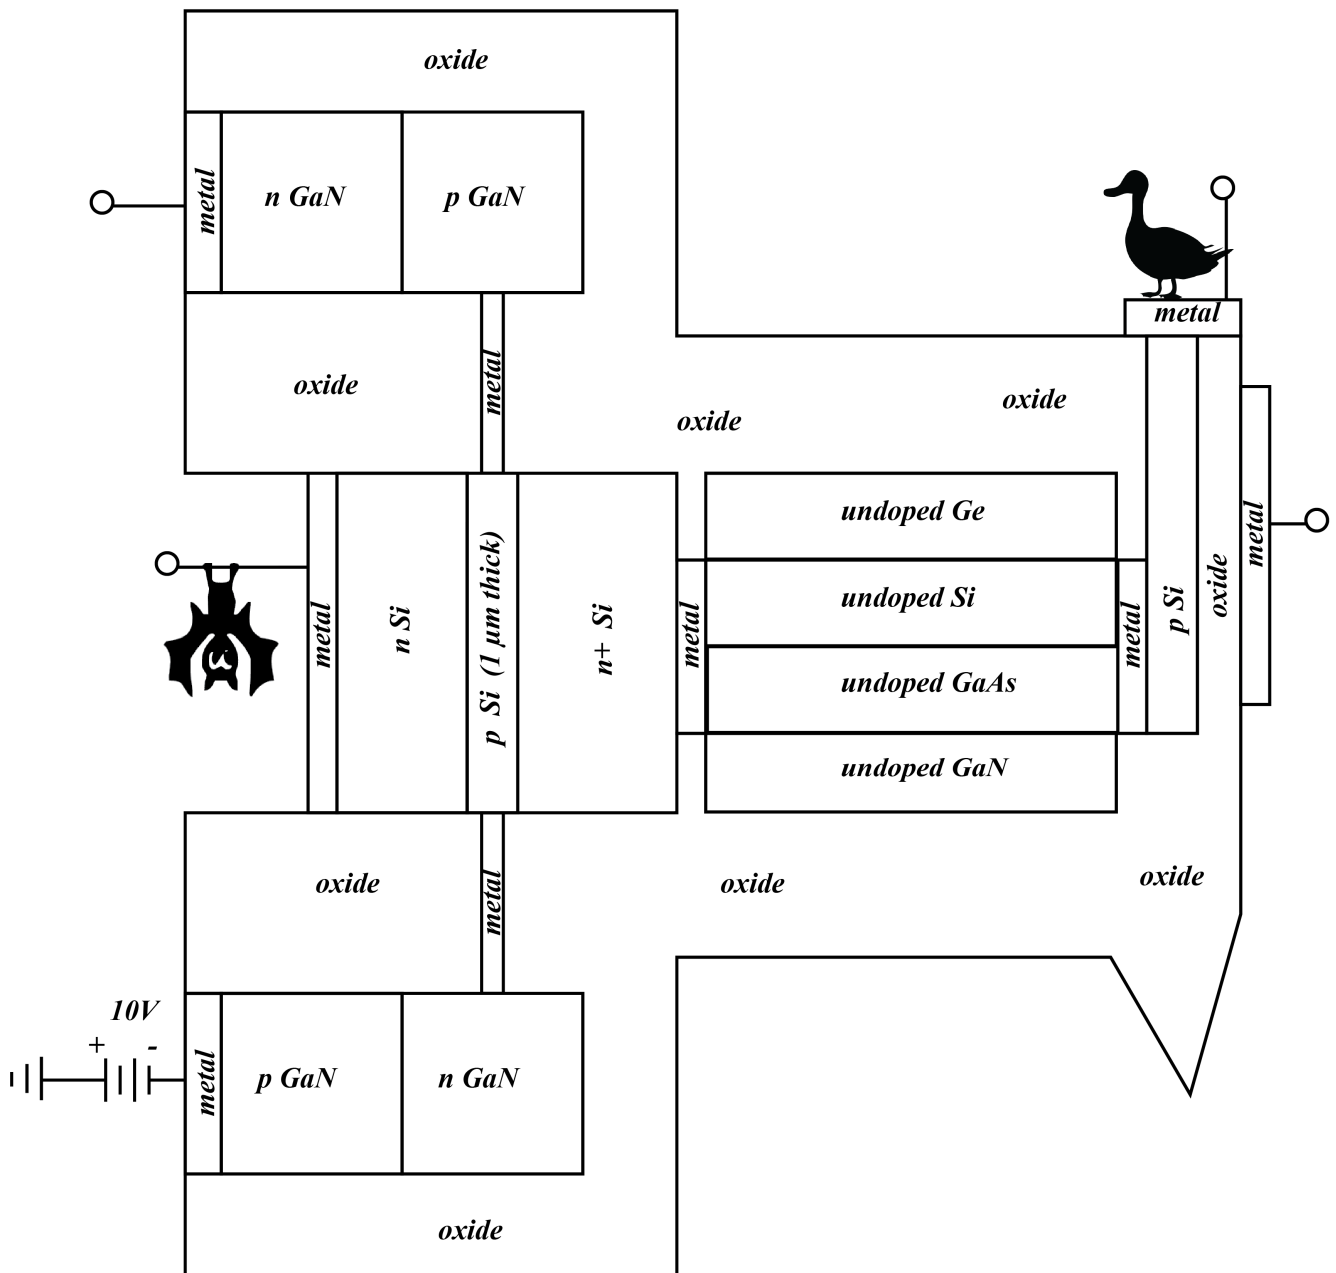 oxide
metal
n GaN
p GaN
metal
oxide
metal
oxide
oxide
metal
n Si
p Si (1 µm thick)
n+ Si
metal
undoped Ge
undoped Si
undoped GaAs
undoped GaN
metal
p Si
oxide
metal
u
oxide
metal
oxide
oxide
10V
+
-
metal
p GaN
n GaN
oxide